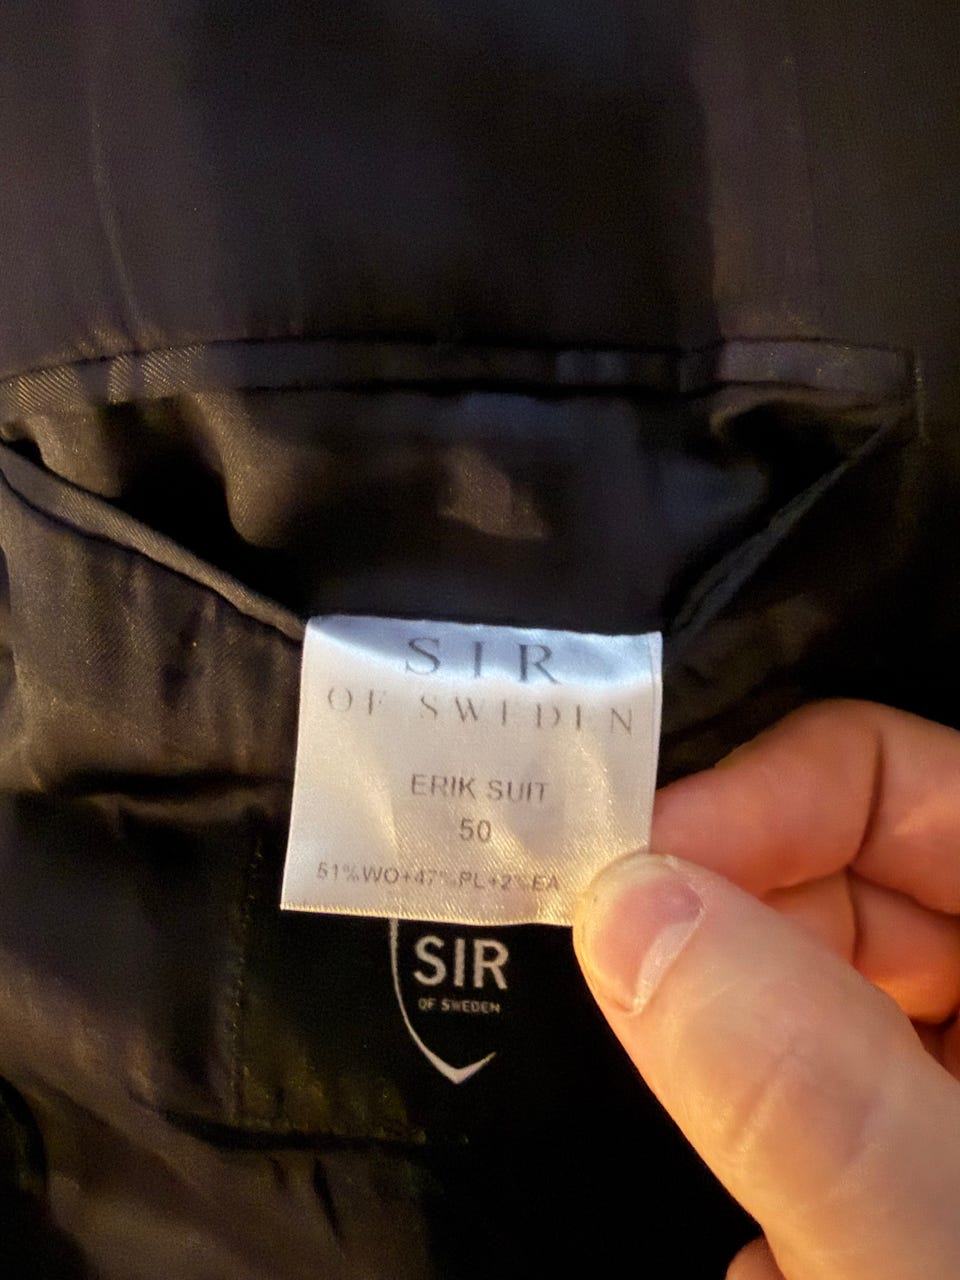 SIR
OF SWEDEN
ERIK SUIT
50
51%WO+47%PL+2%EA
SIR
OF SWEDEN